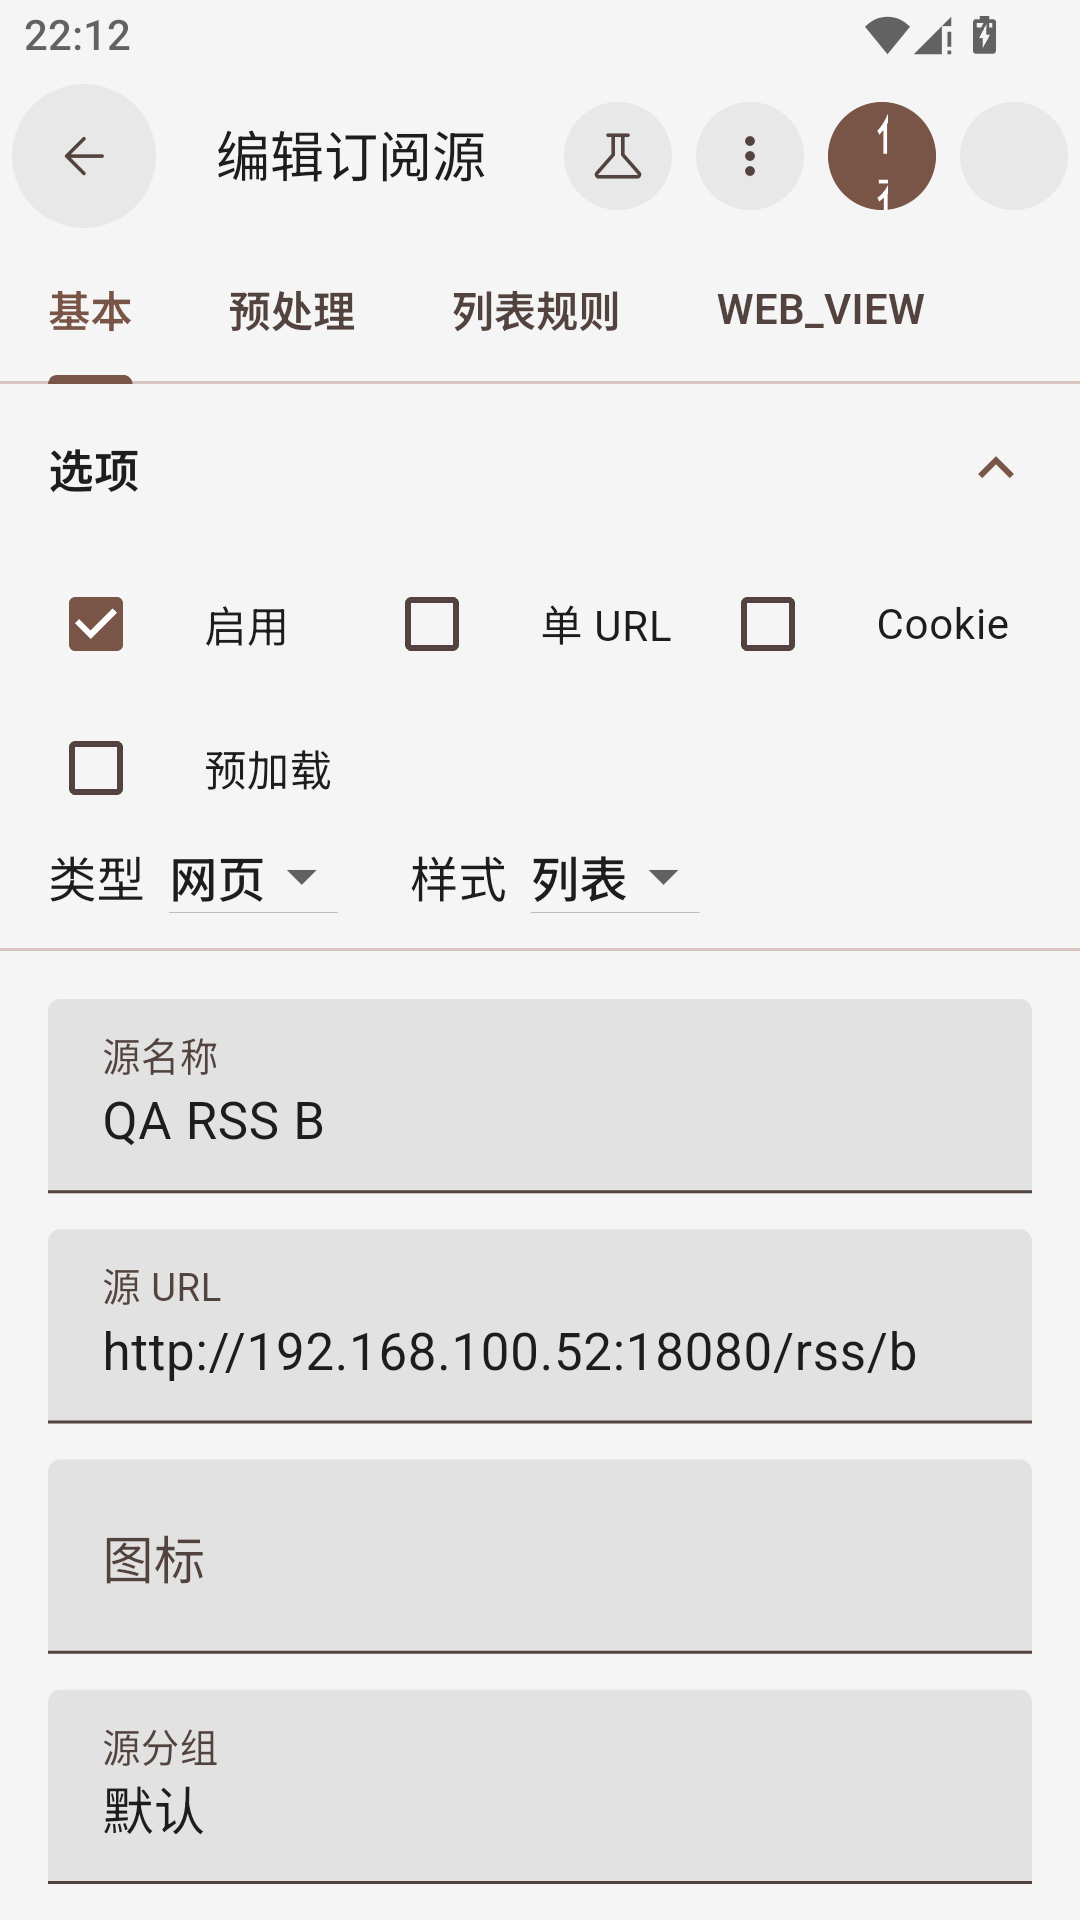 22:12
编辑订阅源
基本 预处理 列表规则 WEB_VIEW
选项
启用 单 URL Cookie
预加载
类型 网页 样式 列表
源名称
QA RSS B
源 URL
http://192.168.100.52:18080/rss/b
图标
源分组
默认